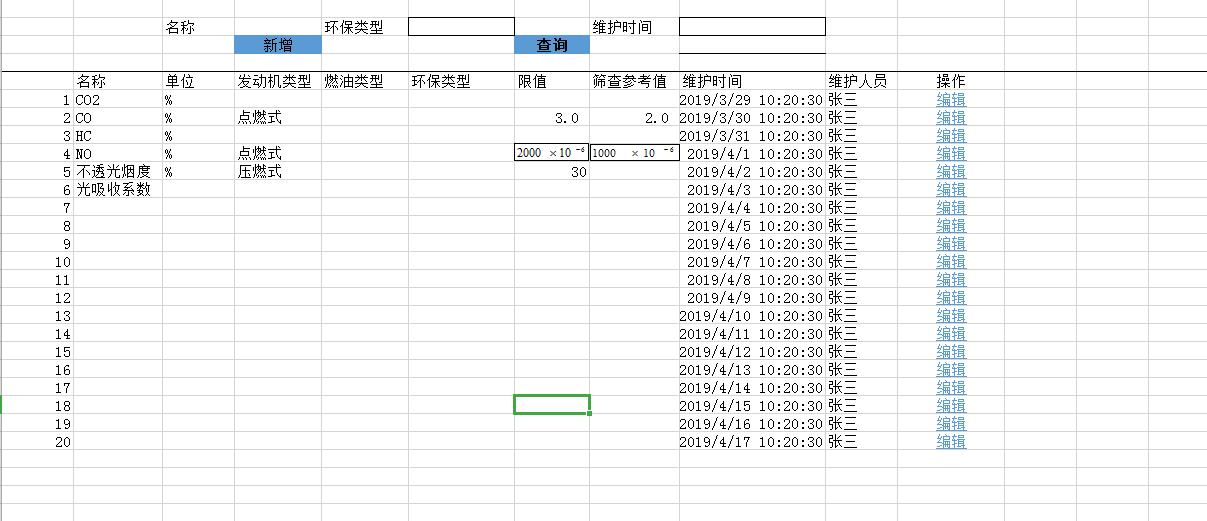 名称 环保类型 维护时间
新增 查询
名称 单位 发动机类型 燃油类型 环保类型 限值 筛查参考值 维护时间 维护人员 操作
1 CO2 % 2019/3/29 10:20:30 张三 编辑
2 CO % 点燃式 3.0 2.0 2019/3/30 10:20:30 张三 编辑
3 HC % 2019/3/31 10:20:30 张三 编辑
4 NO % 点燃式 2000 ×10 ⁻⁶ 1000 ×10 ⁻⁶ 2019/4/1 10:20:30 张三 编辑
5 不透光烟度 % 压燃式 30 2019/4/2 10:20:30 张三 编辑
6 光吸收系数 2019/4/3 10:20:30 张三 编辑
7 2019/4/4 10:20:30 张三 编辑
8 2019/4/5 10:20:30 张三 编辑
9 2019/4/6 10:20:30 张三 编辑
10 2019/4/7 10:20:30 张三 编辑
11 2019/4/8 10:20:30 张三 编辑
12 2019/4/9 10:20:30 张三 编辑
13 2019/4/10 10:20:30 张三 编辑
14 2019/4/11 10:20:30 张三 编辑
15 2019/4/12 10:20:30 张三 编辑
16 2019/4/13 10:20:30 张三 编辑
17 2019/4/14 10:20:30 张三 编辑
18 2019/4/15 10:20:30 张三 编辑
19 2019/4/16 10:20:30 张三 编辑
20 2019/4/17 10:20:30 张三 编辑